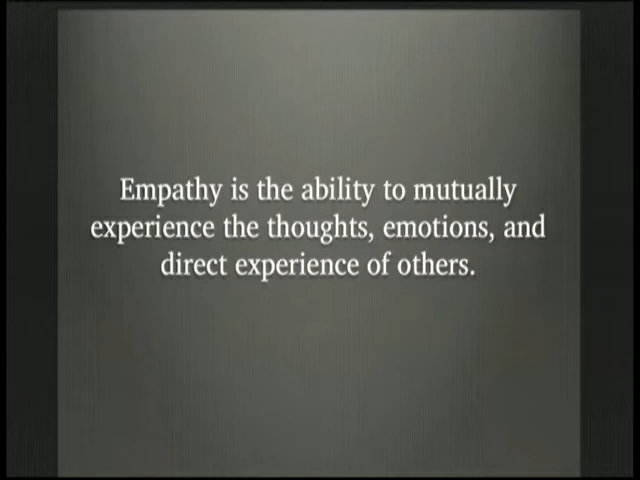 Empathy is the ability to mutually
experience the thoughts, emotions, and
direct experience of others.